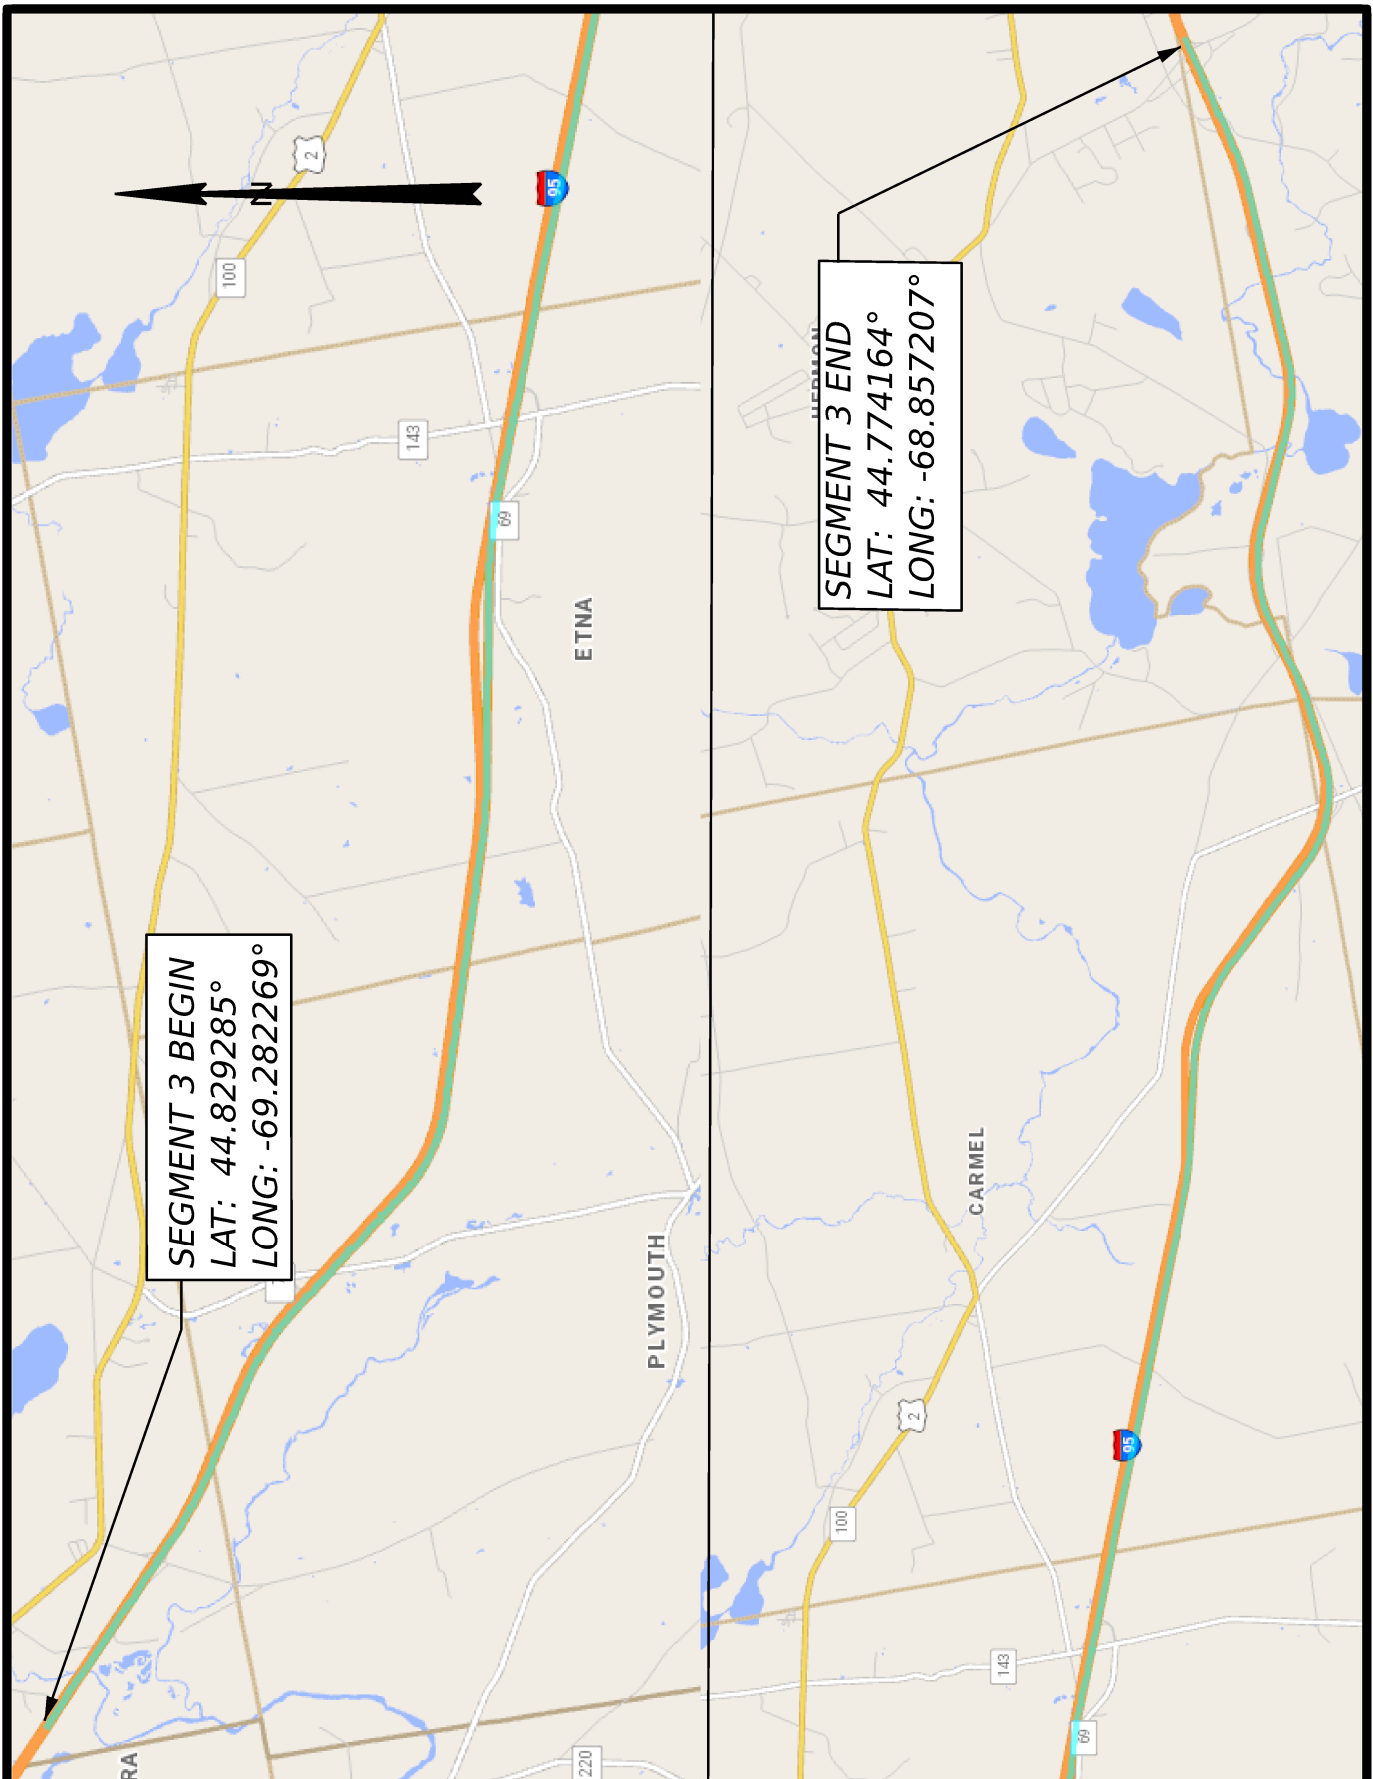 SEGMENT 3 BEGIN
LAT: 44.829285°
LONG: -69.282269°
RA
220
PLYMOUTH
ETNA
69
143
100
2
N
95
SEGMENT 3 END
LAT: 44.774164°
LONG: -68.857207°
69
143
100
2
95
CARMEL